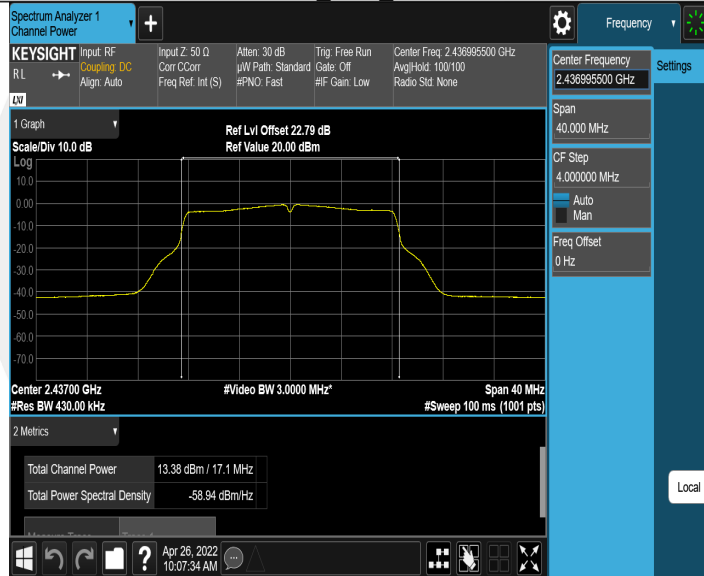 Spectrum Analyzer 1
Channel Power
Frequency
KEYSIGHT
R L
LXI
Input: RF
Coupling: DC
Align: Auto
Input Z: 50 Ω
Corr CCorr
Freq Ref: Int (S)
Atten: 30 dB
µW Path: Standard
#PNO: Fast
Trig: Free Run
Gate: Off
#IF Gain: Low
Center Freq: 2.436995500 GHz
Avg|Hold: 100/100
Radio Std: None
Center Frequency
2.436995500 GHz
Settings
Span
40.000 MHz
CF Step
4.000000 MHz
Auto
Man
Freq Offset
0 Hz
1 Graph
Scale/Div 10.0 dB
Ref Lvl Offset 22.79 dB
Ref Value 20.00 dBm
Log
10.0
0.00
-10.0
-20.0
-30.0
-40.0
-50.0
-60.0
-70.0
Center 2.43700 GHz
#Video BW 3.0000 MHz*
Span 40 MHz
#Res BW 430.00 kHz
#Sweep 100 ms (1001 pts)
2 Metrics
Total Channel Power 13.38 dBm / 17.1 MHz
Total Power Spectral Density -58.94 dBm/Hz
Local
?
Apr 26, 2022
10:07:34 AM